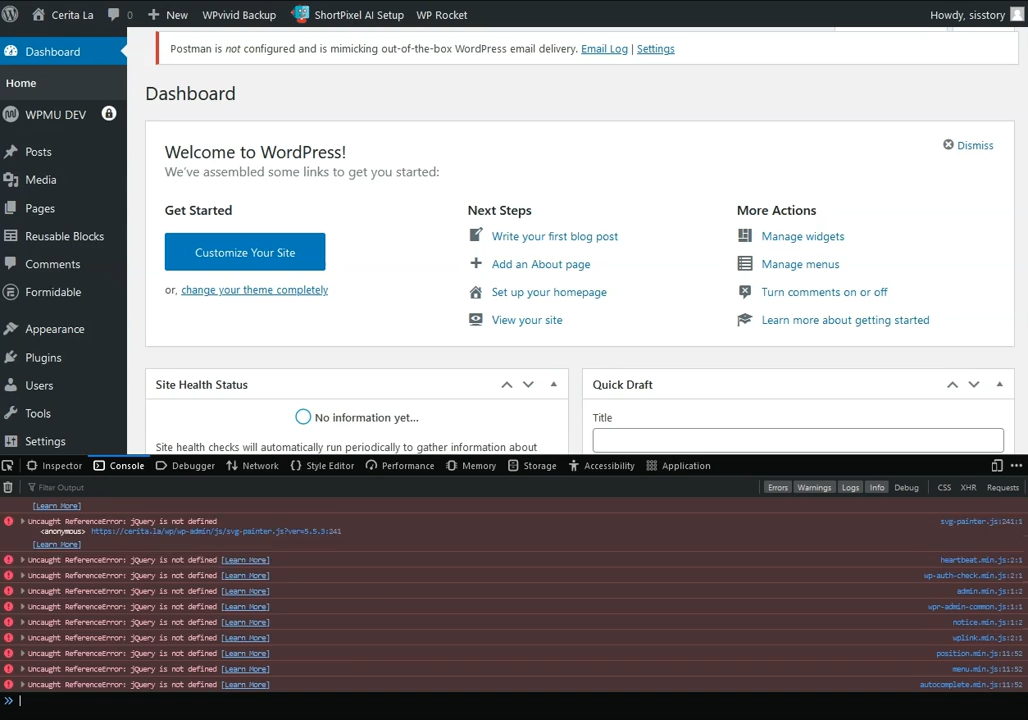 Cerita La
0
New
WPvivid Backup
ShortPixel AI Setup
WP Rocket
Howdy, sisstory
Dashboard
Home
WPMU DEV
Posts
Media
Pages
Reusable Blocks
Comments
Formidable
Appearance
Plugins
Users
Tools
Settings
Postman is not configured and is mimicking out-of-the-box WordPress email delivery. Email Log | Settings
Dashboard
Welcome to WordPress!
Dismiss
We've assembled some links to get you started:
Get Started
Customize Your Site
or, change your theme completely
Next Steps
Write your first blog post
Add an About page
Set up your homepage
View your site
More Actions
Manage widgets
Manage menus
Turn comments on or off
Learn more about getting started
Site Health Status
No information yet...
Site health checks will automatically run periodically to gather information about
Quick Draft
Title
Inspector
Console
Debugger
Network
Style Editor
Performance
Memory
Storage
Accessibility
Application
Filter Output
Errors
Warnings
Logs
Info
Debug
CSS
XHR
Requests
[Learn More]
Uncaught ReferenceError: jQuery is not defined svg-painter.js:241:1
<anonymous> https://cerita.la/wp/wp-admin/js/svg-painter.js?ver=5.5.3:241
[Learn More]
Uncaught ReferenceError: jQuery is not defined [Learn More] heartbeat.min.js:2:1
Uncaught ReferenceError: jQuery is not defined [Learn More] wp-auth-check.min.js:2:1
Uncaught ReferenceError: jQuery is not defined [Learn More] admin.min.js:1:2
Uncaught ReferenceError: jQuery is not defined [Learn More] wpr-admin-common.js:1:1
Uncaught ReferenceError: jQuery is not defined [Learn More] notice.min.js:1:2
Uncaught ReferenceError: jQuery is not defined [Learn More] wplink.min.js:2:1
Uncaught ReferenceError: jQuery is not defined [Learn More] position.min.js:11:52
Uncaught ReferenceError: jQuery is not defined [Learn More] menu.min.js:11:52
Uncaught ReferenceError: jQuery is not defined [Learn More] autocomplete.min.js:11:52